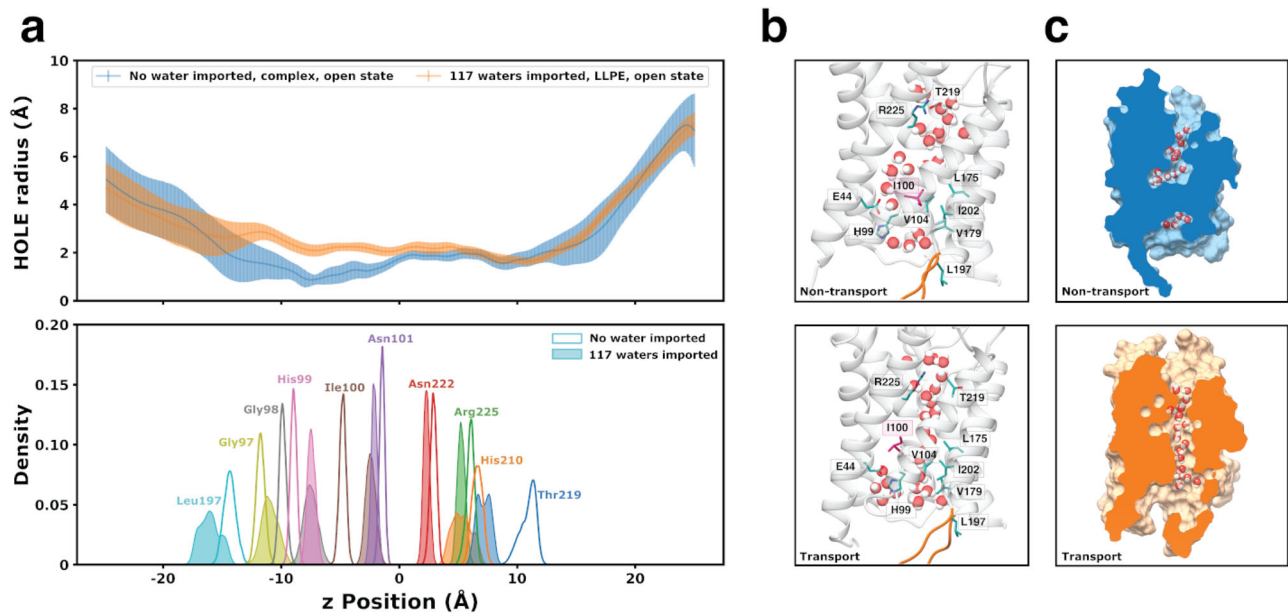 a
No water imported, complex, open state
117 waters imported, LLPE, open state
HOLE radius (Å)
10
8
6
4
2
0
Density
0.20
0.15
0.10
0.05
0
No water imported
117 waters imported
Leu197
Gly97
Gly98
His99
Ile100
Asn101
Asn222
Arg225
His210
Thr219
-20
-10
0
10
20
z Position (Å)
b
T219
R225
L175
I100
E44
I202
V104
H99
V179
L197
Non-transport
R225
T219
I100
L175
V104
E44
I202
V179
H99
L197
Transport
c
Non-transport
Transport